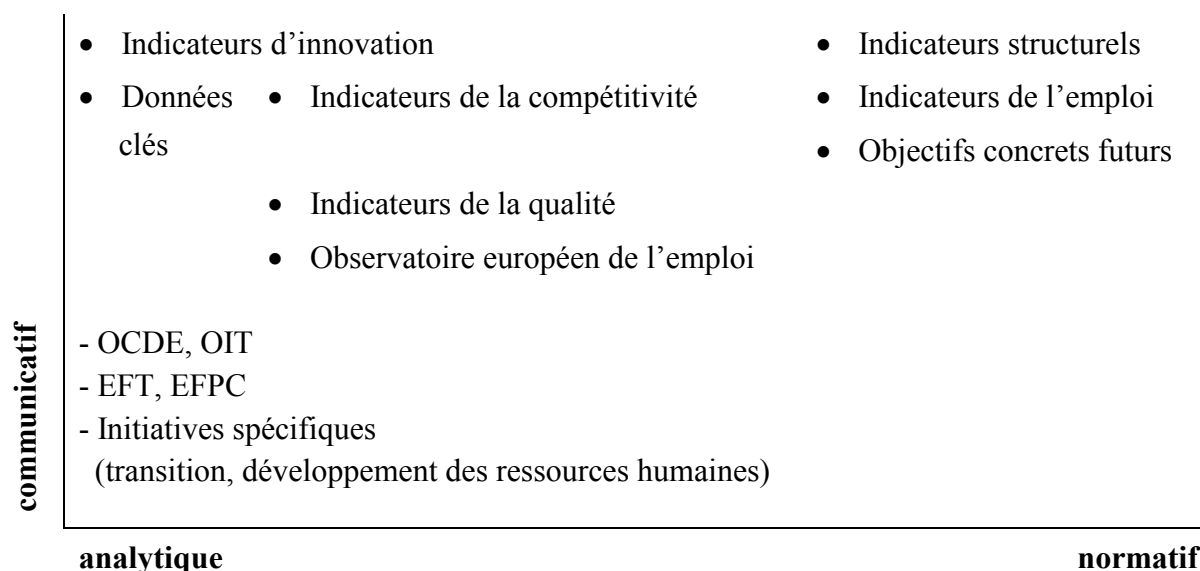 • Indicateurs d’innovation • Indicateurs structurels
• Données • Indicateurs de la compétitivité • Indicateurs de l’emploi
clés • Objectifs concrets futurs
• Indicateurs de la qualité
• Observatoire européen de l’emploi
- OCDE, OIT
- EFT, EFPC
- Initiatives spécifiques
(transition, développement des ressources humaines)
communicatif
analytique normatif